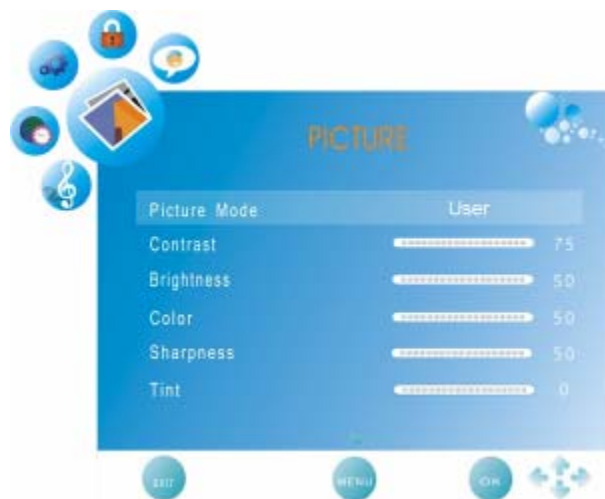 PICTURE
Picture Mode User
Contrast 75
Brightness 50
Color 50
Sharpness 50
Tint 0
EXIT MENU OK